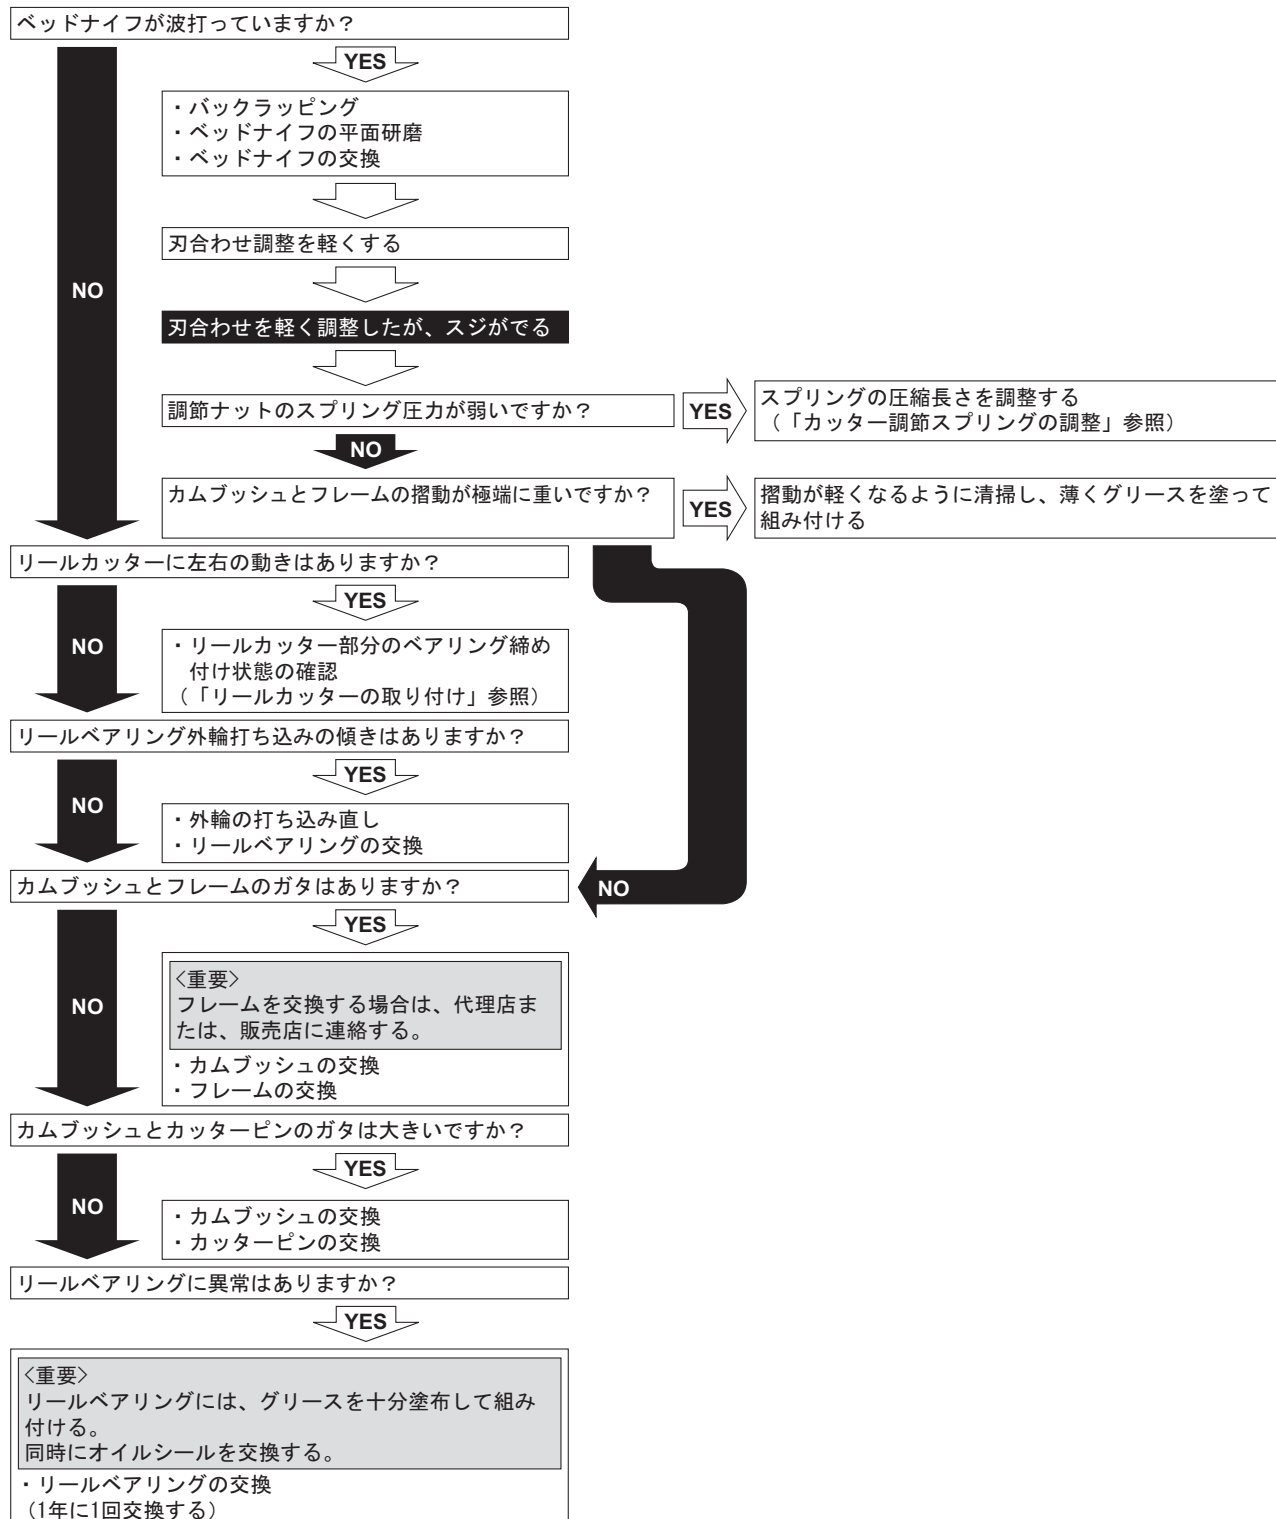 ベッドナイフが波打っていますか？
YES
・バックラッピング
・ベッドナイフの平面研磨
・ベッドナイフの交換
刃合わせ調整を軽くする
NO
刃合わせを軽く調整したが、スジがでる
調節ナットのスプリング圧力が弱いですか？
YES
スプリングの圧縮長さを調整する
（「カッター調節スプリングの調整」参照）
NO
カムブッシュとフレームの摺動が極端に重いですか？
YES
摺動が軽くなるように清掃し、薄くグリースを塗って
組み付ける
リールカッターに左右の動きはありますか？
YES
NO
・リールカッター部分のベアリング締め
付け状態の確認
（「リールカッターの取り付け」参照）
リールベアリング外輪打ち込みの傾きはありますか？
YES
NO
・外輪の打ち込み直し
・リールベアリングの交換
カムブッシュとフレームのガタはありますか？
NO
YES
NO
〈重要〉
フレームを交換する場合は、代理店ま
たは、販売店に連絡する。
・カムブッシュの交換
・フレームの交換
カムブッシュとカッターピンのガタは大きいですか？
YES
NO
・カムブッシュの交換
・カッターピンの交換
リールベアリングに異常はありますか？
YES
〈重要〉
リールベアリングには、グリースを十分塗布して組み
付ける。
同時にオイルシールを交換する。
・リールベアリングの交換
（1年に1回交換する）